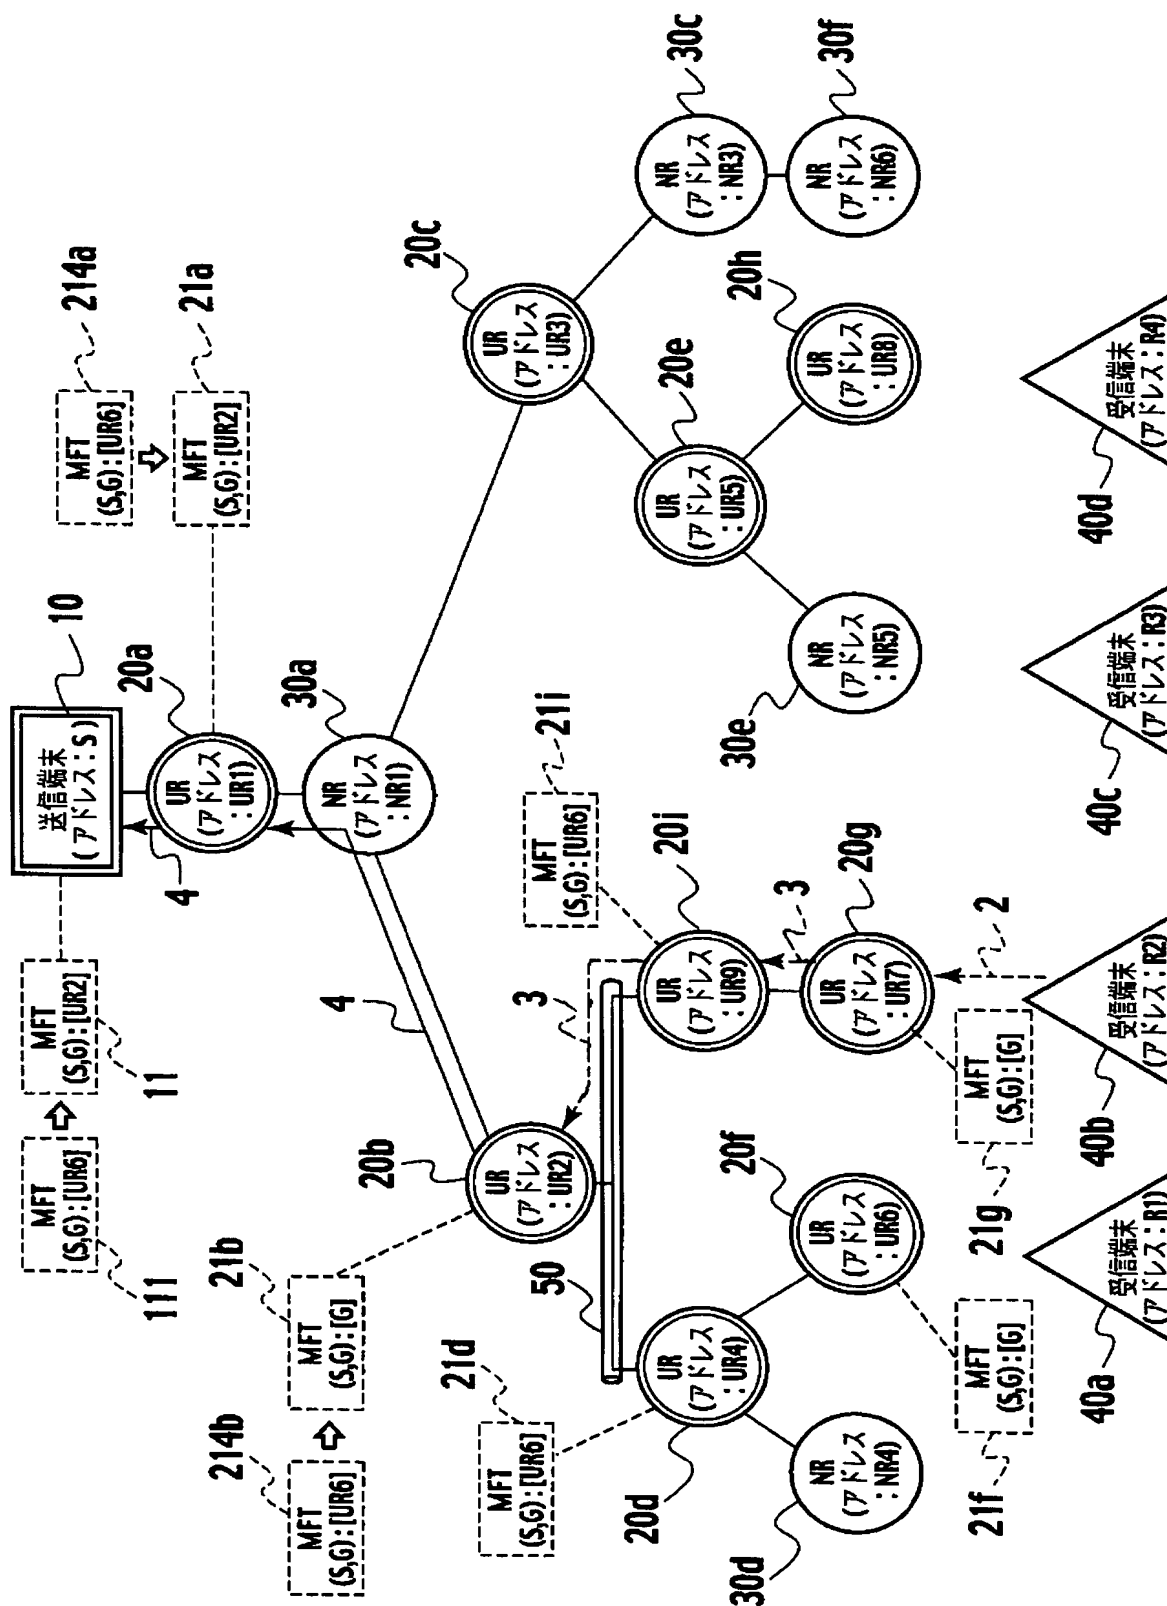 10
送信端末
(アドレス:S)
4
MFT
(S,G):[UR6]
111
MFT
(S,G):[UR2]
11
20a
UR
(アドレス
:UR1)
MFT
(S,G):[UR6]
214a
MFT
(S,G):[UR2]
21a
30a
NR
(アドレス
:NR1)
4
20b
UR
(アドレス
:UR2)
MFT
(S,G):[UR6]
214b
MFT
(S,G):[G]
21b
20c
UR
(アドレス
:UR3)
3
50
MFT
(S,G):[UR6]
21d
20d
UR
(アドレス
:UR4)
MFT
(S,G):[UR6]
21i
20i
UR
(アドレス
:UR9)
20e
UR
(アドレス
:UR5)
30c
NR
(アドレス
:NR3)
30d
NR
(アドレス
:NR4)
20f
UR
(アドレス
:UR6)
3
20g
UR
(アドレス
:UR7)
30e
NR
(アドレス
:NR5)
20h
UR
(アドレス
:UR8)
30f
NR
(アドレス
:NR6)
MFT
(S,G):[G]
21f
MFT
(S,G):[G]
21g
2
40a
受信端末
(アドレス:R1)
40b
受信端末
(アドレス:R2)
40c
受信端末
(アドレス:R3)
40d
受信端末
(アドレス:R4)